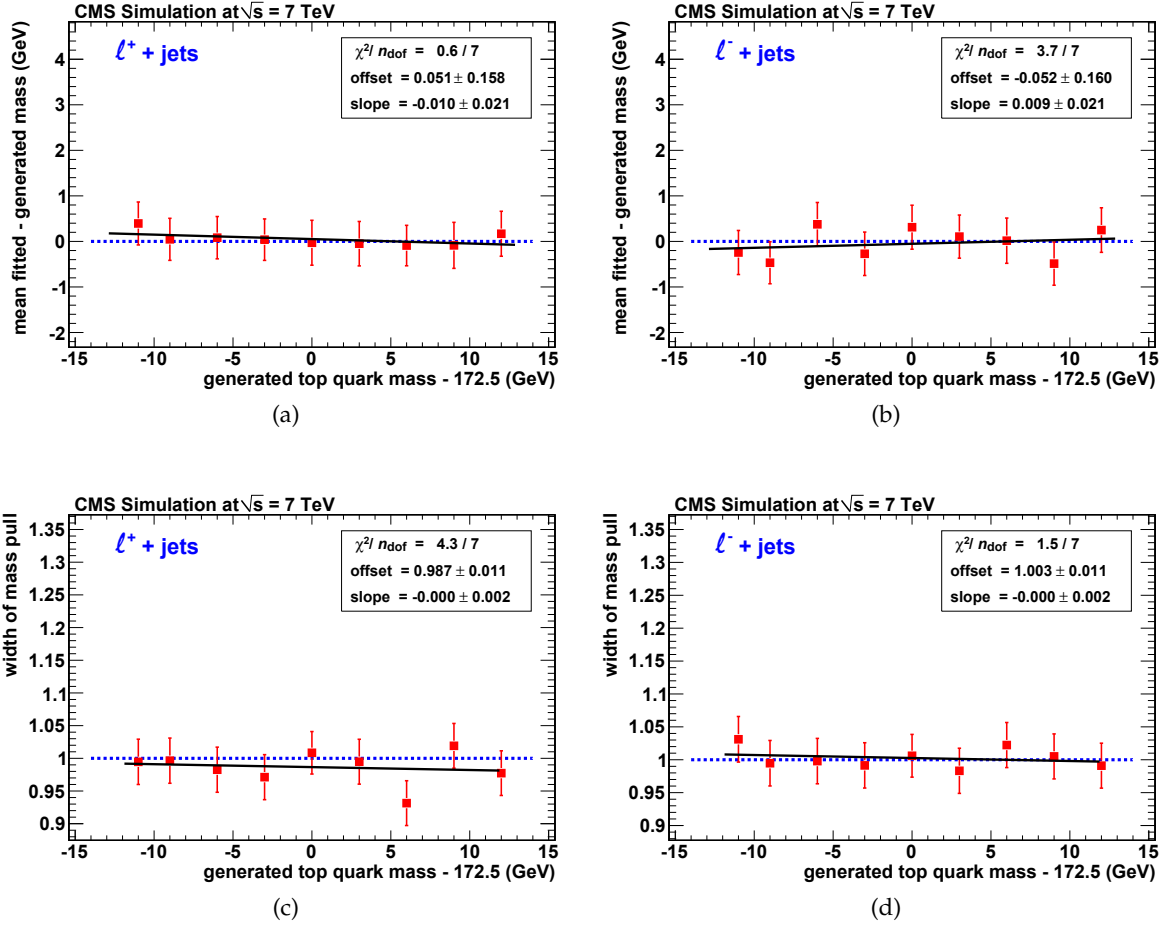 CMS Simulation at √s = 7 TeV
ℓ⁺ + jets
χ²/ n_dof = 0.6 / 7
offset = 0.051 ± 0.158
slope = -0.010 ± 0.021
mean fitted - generated mass (GeV)
4
3
2
1
0
-1
-2
-15 -10 -5 0 5 10 15
generated top quark mass - 172.5 (GeV)
(a)
CMS Simulation at √s = 7 TeV
ℓ⁻ + jets
χ²/ n_dof = 3.7 / 7
offset = -0.052 ± 0.160
slope = 0.009 ± 0.021
mean fitted - generated mass (GeV)
4
3
2
1
0
-1
-2
-15 -10 -5 0 5 10 15
generated top quark mass - 172.5 (GeV)
(b)
CMS Simulation at √s = 7 TeV
ℓ⁺ + jets
χ²/ n_dof = 4.3 / 7
offset = 0.987 ± 0.011
slope = -0.000 ± 0.002
width of mass pull
1.35
1.3
1.25
1.2
1.15
1.1
1.05
1
0.95
0.9
-15 -10 -5 0 5 10 15
generated top quark mass - 172.5 (GeV)
(c)
CMS Simulation at √s = 7 TeV
ℓ⁻ + jets
χ²/ n_dof = 1.5 / 7
offset = 1.003 ± 0.011
slope = -0.000 ± 0.002
width of mass pull
1.35
1.3
1.25
1.2
1.15
1.1
1.05
1
0.95
0.9
-15 -10 -5 0 5 10 15
generated top quark mass - 172.5 (GeV)
(d)